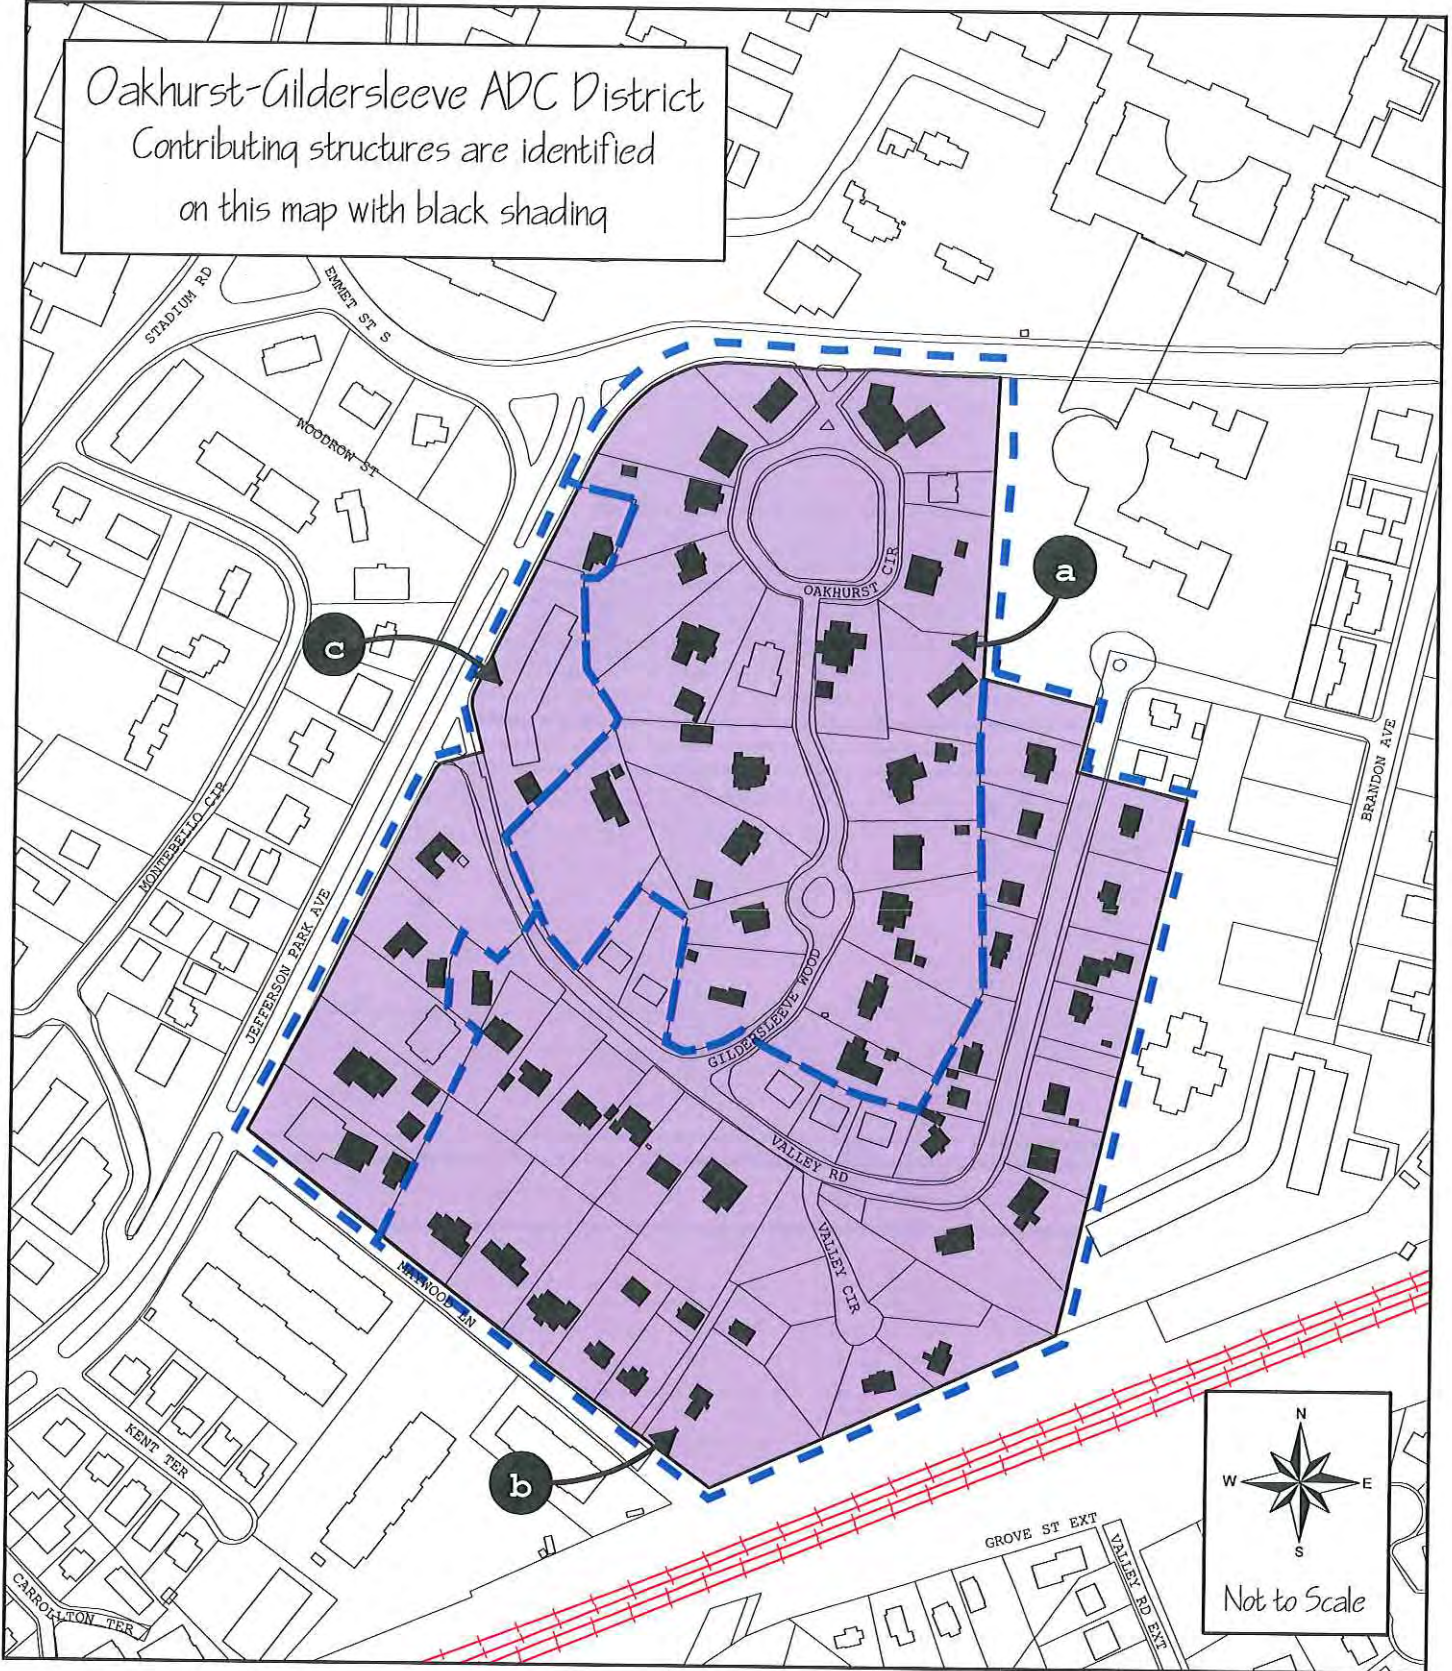 Oakhurst-Gildersleeve ADC District
Contributing structures are identified
on this map with black shading
STADIUM RD
EMMET ST S
WOODROW ST
OAKHURST CIR
a
c
MONTEBELLO CIR
JEFFERSON PARK AVE
BRANDON AVE
GILDERSLEEVE WOOD
VALLEY RD
VALLEY CIR
MAYWOOD LN
b
KENT TER
CARROLLTON TER
GROVE ST EXT
VALLEY RD EXT
N
W E
S
Not to Scale